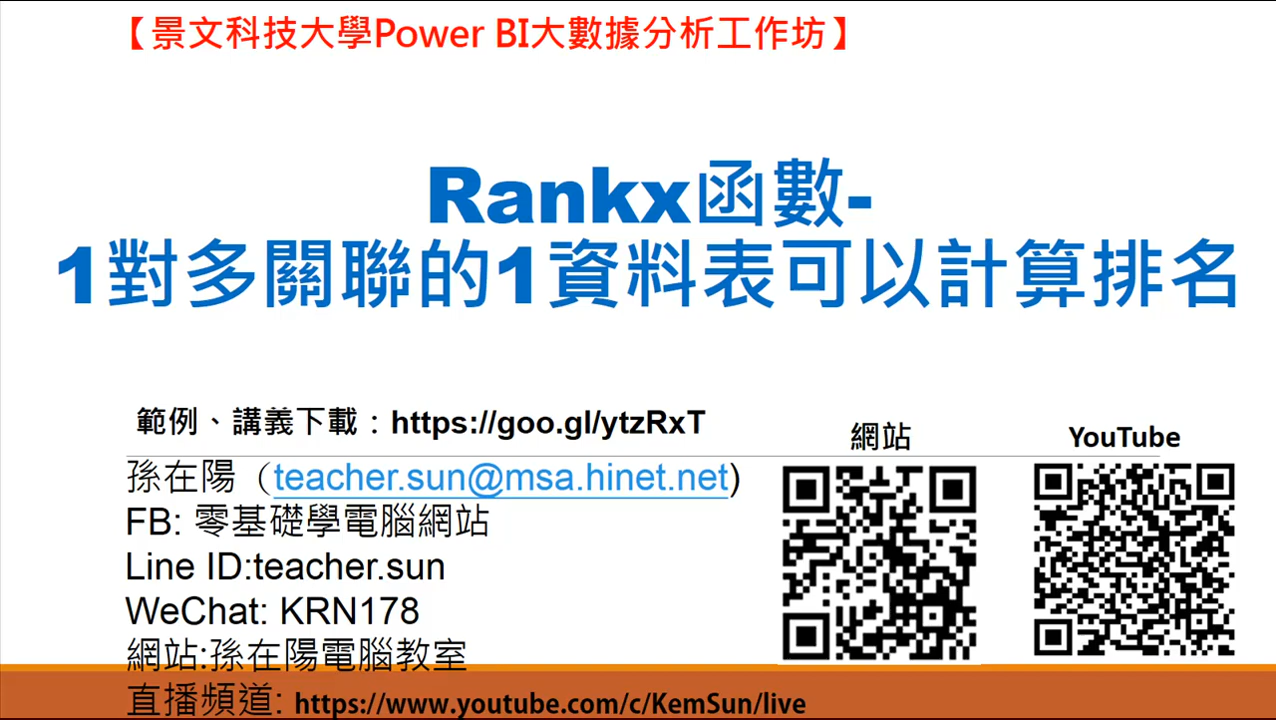 【景文科技大學Power BI大數據分析工作坊】
Rankx函數-
1對多關聯的1資料表可以計算排名
範例、講義下載：https://goo.gl/ytzRxT
網站
YouTube
孫在陽（teacher.sun@msa.hinet.net)
FB: 零基礎學電腦網站
Line ID:teacher.sun
WeChat: KRN178
網站:孫在陽電腦教室
直播頻道: https://www.youtube.com/c/KemSun/live